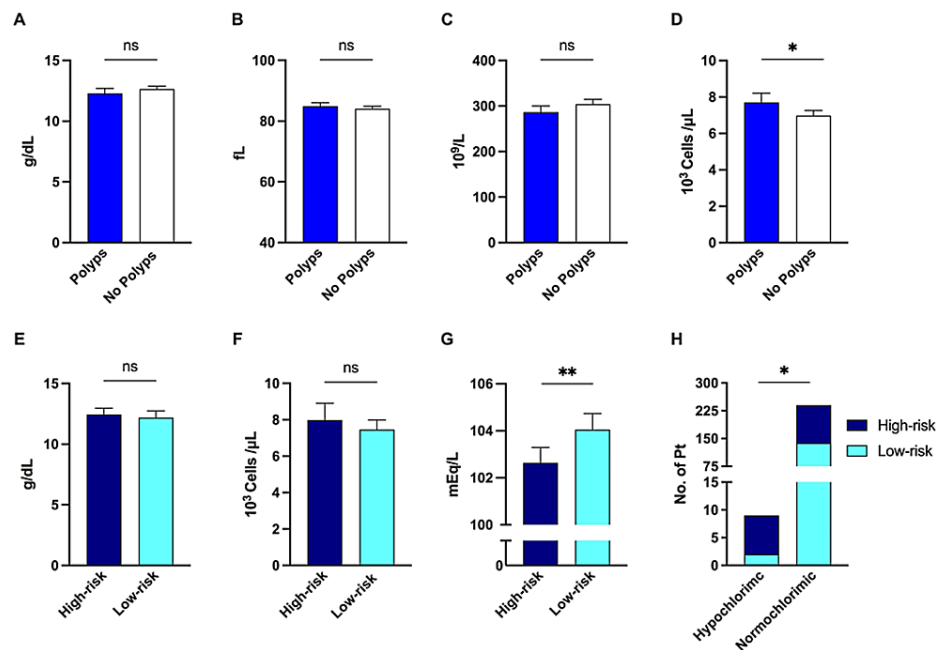 A
ns
g/dL
15
10
5
0
Polyps
No Polyps
B
ns
fL
100
80
60
40
Polyps
No Polyps
C
ns
10⁹/L
400
300
200
100
0
Polyps
No Polyps
D
*
10³ Cells /µL
10
8
6
4
2
0
Polyps
No Polyps
E
ns
g/dL
15
10
5
0
High-risk
Low-risk
F
ns
10³ Cells /µL
10
8
6
4
2
0
High-risk
Low-risk
G
**
mEq/L
106
104
102
100
0
High-risk
Low-risk
H
*
No. of Pt
300
225
150
75
15
10
5
0
Hypochlorimc
Normochlorimic
High-risk
Low-risk